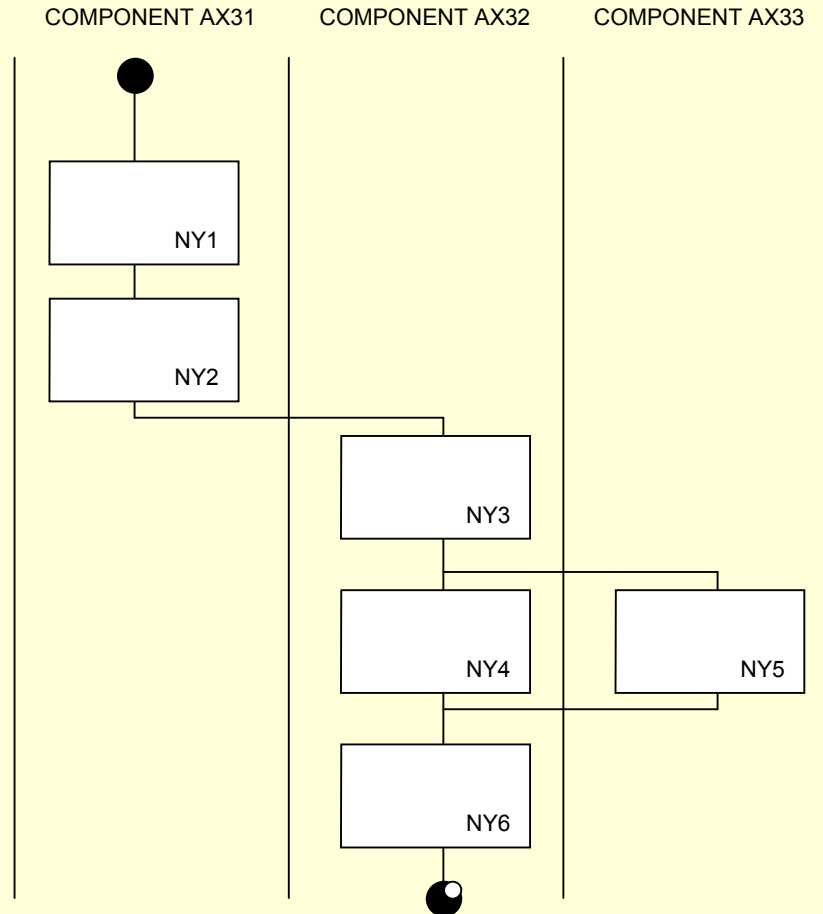 COMPONENT AX31 COMPONENT AX32 COMPONENT AX33
NY1
NY2
NY3
NY4 NY5
NY6